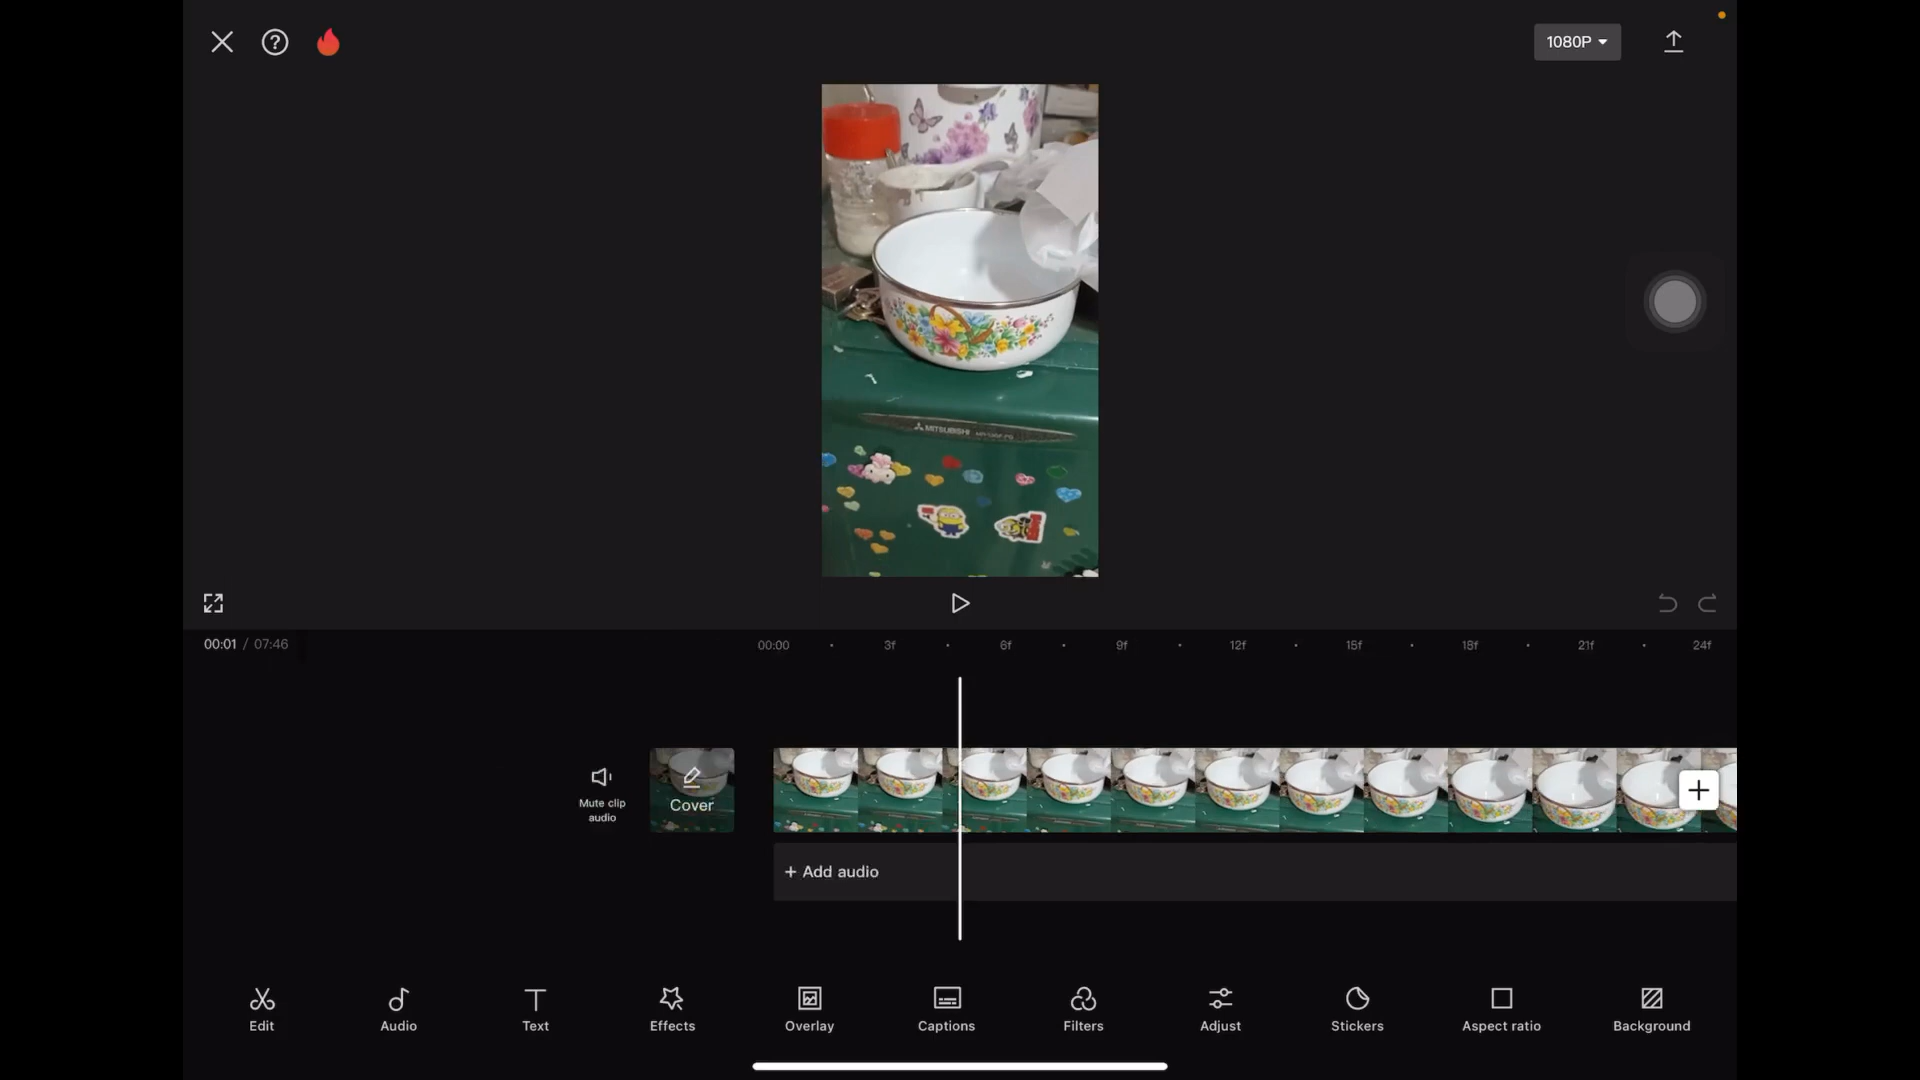 1080P
MITSUBISHI
00:01 / 07:46
00:00 3f 6f 9f 12f 15f 18f 21f 24f
Mute clip
audio
Cover
+ Add audio
Edit Audio Text Effects Overlay Captions Filters Adjust Stickers Aspect ratio Background